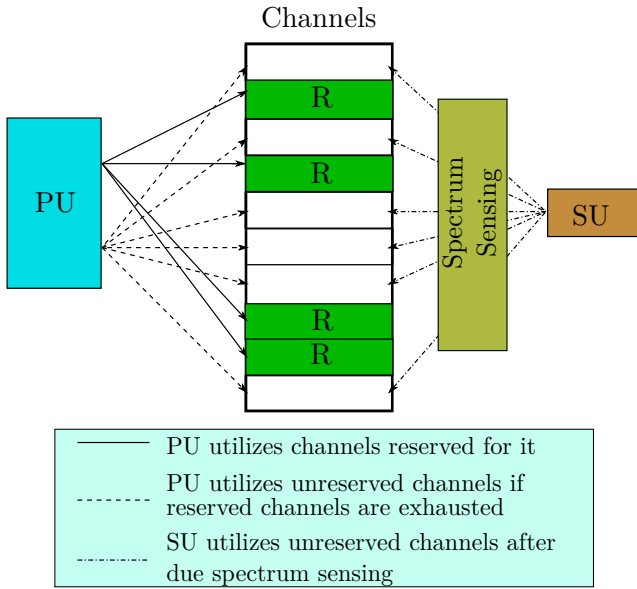 Channels
R
R
PU
Spectrum
Sensing
SU
R
R
PU utilizes channels reserved for it
PU utilizes unreserved channels if
reserved channels are exhausted
SU utilizes unreserved channels after
due spectrum sensing